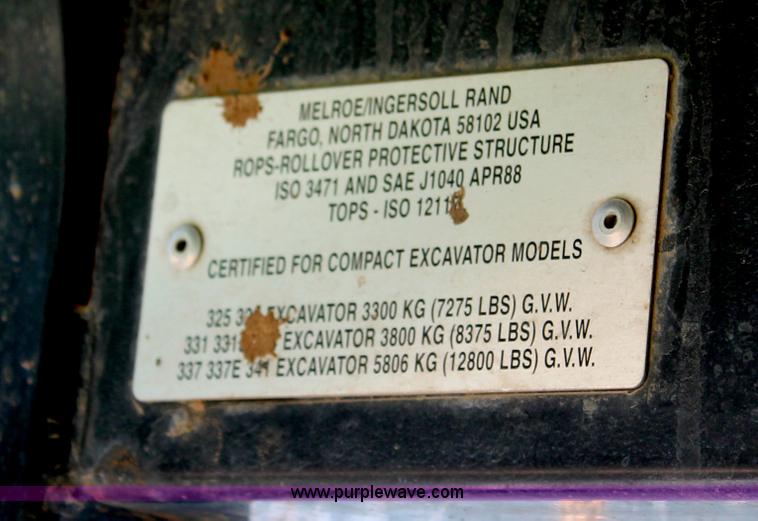 MELROE/INGERSOLL RAND
FARGO, NORTH DAKOTA 58102 USA
ROPS-ROLLOVER PROTECTIVE STRUCTURE
ISO 3471 AND SAE J1040 APR88
TOPS - ISO
CERTIFIED FOR COMPACT EXCAVATOR MODELS
325 EXCAVATOR 3300 KG (7275 LBS) G.V.W.
331 EXCAVATOR 3800 KG (8375 LBS) G.V.W.
337 337E 341 EXCAVATOR 5806 KG (12800 LBS) G.V.W.
www.purplewave.com